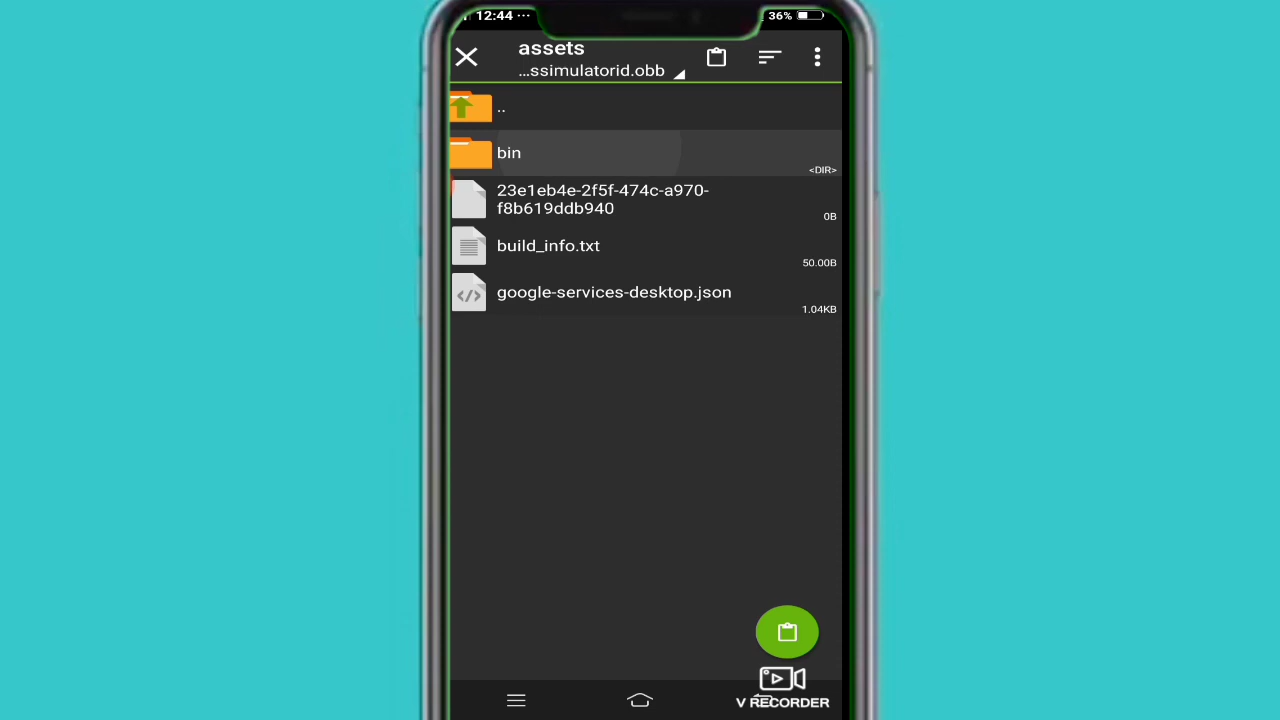 12:44 ...
36%
assets
...ssimulatorid.obb
..
bin
<DIR>
23e1eb4e-2f5f-474c-a970-
f8b619ddb940
0B
build_info.txt
50.00B
google-services-desktop.json
1.04KB
V RECORDER